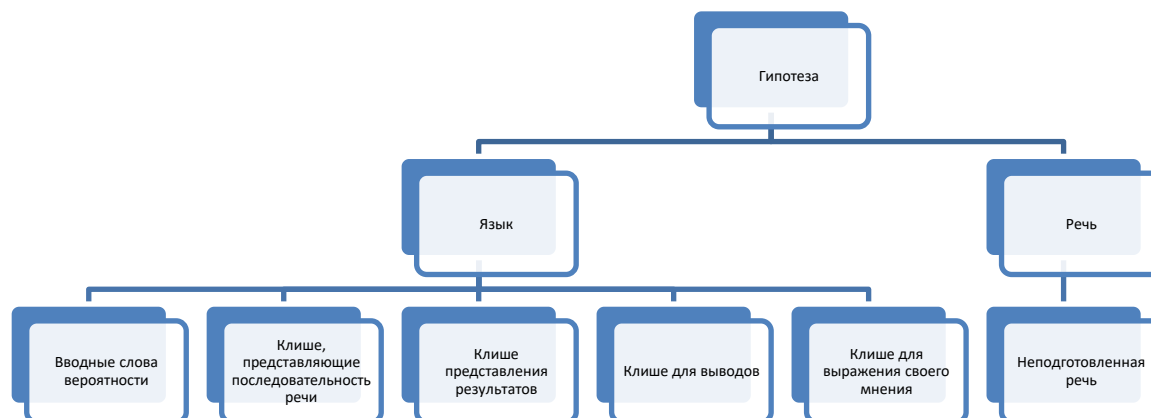 Гипотеза
Язык
Речь
Вводные слова
вероятности
Клише,
представляющие
последовательность
речи
Клише
представления
результатов
Клише для выводов
Клише для
выражения своего
мнения
Неподготовленная
речь